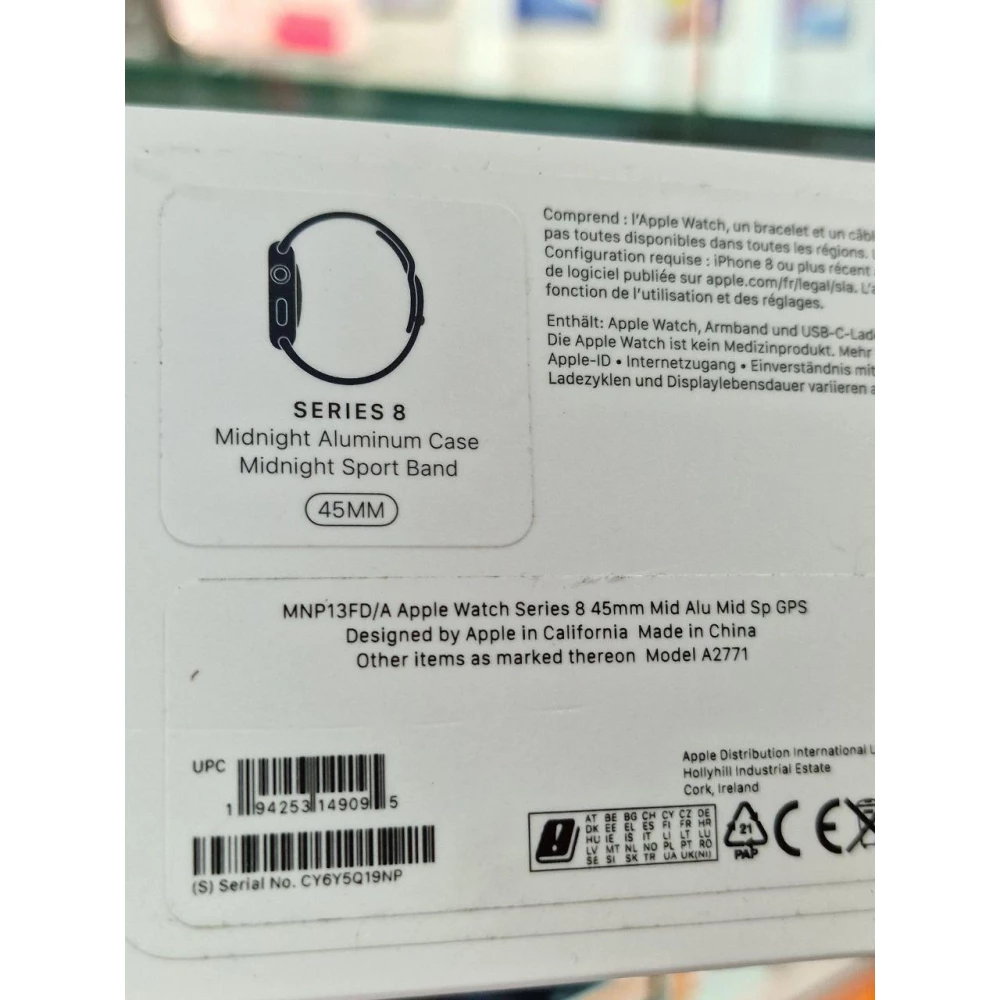 SERIES 8
Midnight Aluminum Case
Midnight Sport Band
45MM
Comprend : l'Apple Watch, un bracelet et un
pas toutes disponibles dans toutes les régions.
Configuration requise : iPhone 8 ou plus récent
de logiciel publiée sur apple.com/fr/legal/sla.
fonction de l'utilisation et des réglages.
Enthält: Apple Watch, Armband und
Die Apple Watch ist kein Medizinprodukt. Mehr
Apple-ID • Internetzugang • Einverständnis mit
Ladezyklen und Displaylebensdauer variieren
MNP13FD/A Apple Watch Series 8 45mm Mid Alu Mid Sp GPS
Designed by Apple in California Made in China
Other items as marked thereon Model A2771
UPC
1 94253 14909 5
(S) Serial No. CY6Y5Q19NP
Apple Distribution International
Hollyhill Industrial Estate
Cork, Ireland
AT BE BG CH CY CZ DE
DK EE EL ES FI FR HR
HU IE IS IT LI LT LU
LV MT NL NO PL PT RO
SE SI SK TR UA UK(NI)
21
PAP
CE